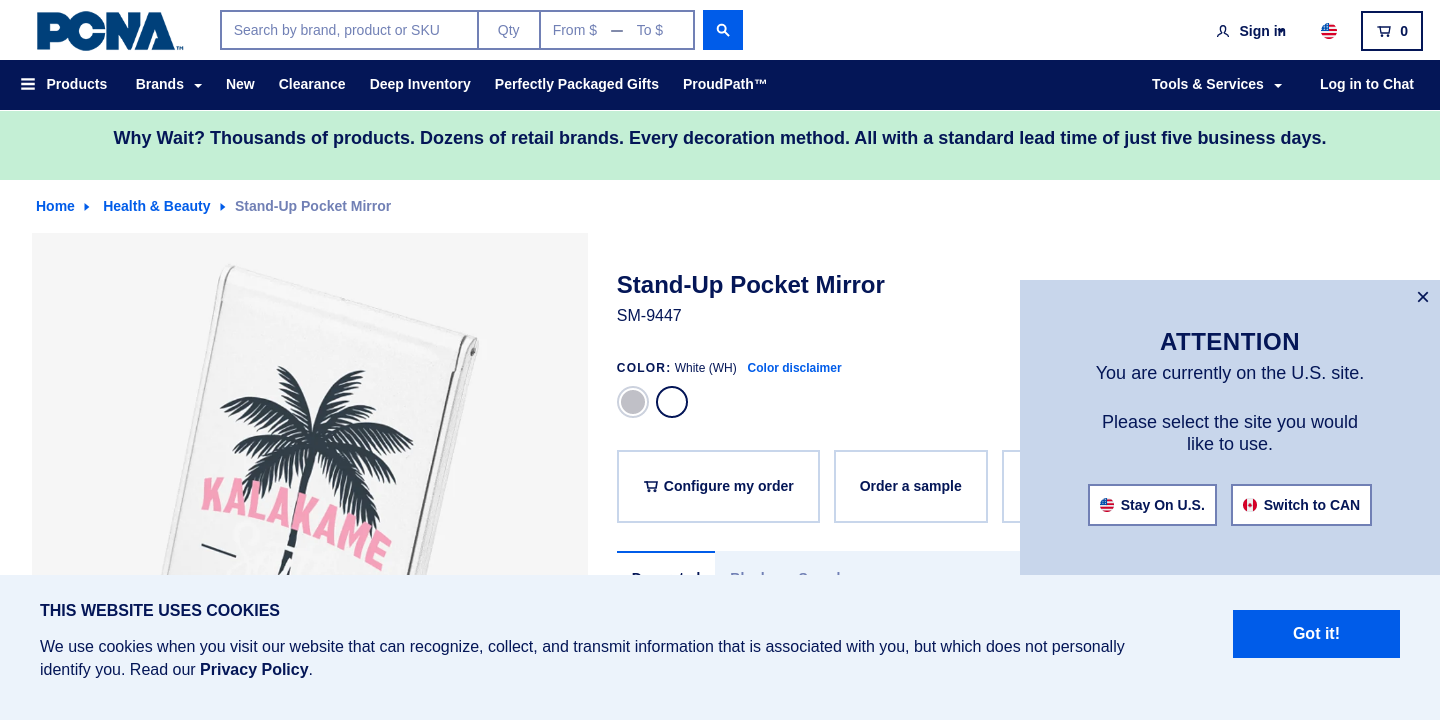 PCNA™
Search by brand, product or SKU
Qty
From $
To $
Sign in
0
Products
Brands
New
Clearance
Deep Inventory
Perfectly Packaged Gifts
ProudPath™
Tools & Services
Log in to Chat
Why Wait? Thousands of products. Dozens of retail brands. Every decoration method. All with a standard lead time of just five business days.
Home
Health & Beauty
Stand-Up Pocket Mirror
KALAKAME
Stand-Up Pocket Mirror
SM-9447
COLOR: White (WH) Color disclaimer
Configure my order
Order a sample
ATTENTION
You are currently on the U.S. site.
Please select the site you would
like to use.
Stay On U.S.
Switch to CAN
THIS WEBSITE USES COOKIES
We use cookies when you visit our website that can recognize, collect, and transmit information that is associated with you, but which does not personally
identify you. Read our Privacy Policy.
Got it!